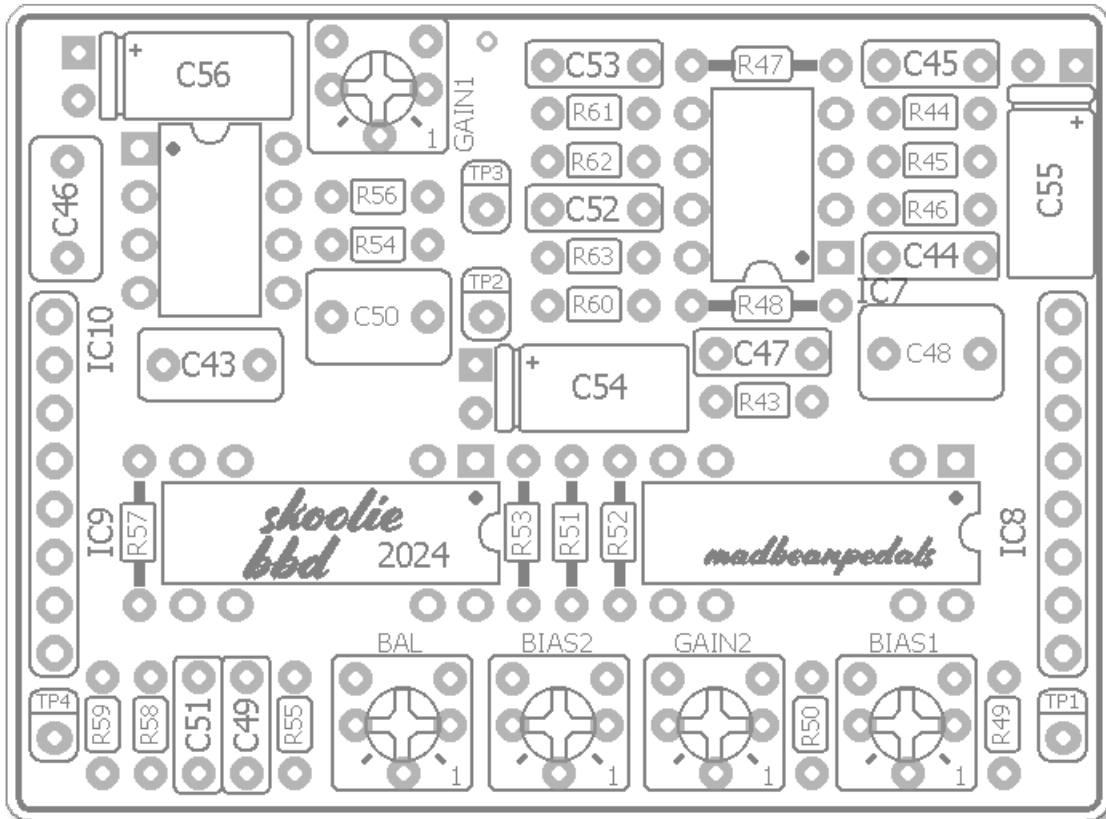 C56
+
GAIN1
1
C53
R47
C45
R61
R44
+
C46
TP3
R62
R45
C55
R56
C52
R46
R54
R63
C44
TP2
IC7
C50
R60
R48
IC10
C43
+
C54
C47
C48
R43
IC9
R57
skoolie
bbd
2024
R53
R51
R52
madbeanpedals
IC8
BAL
BIAS2
GAIN2
BIAS1
TP4
R59
R58
C51
C49
R55
R50
R49
TP1
1
1
1
1